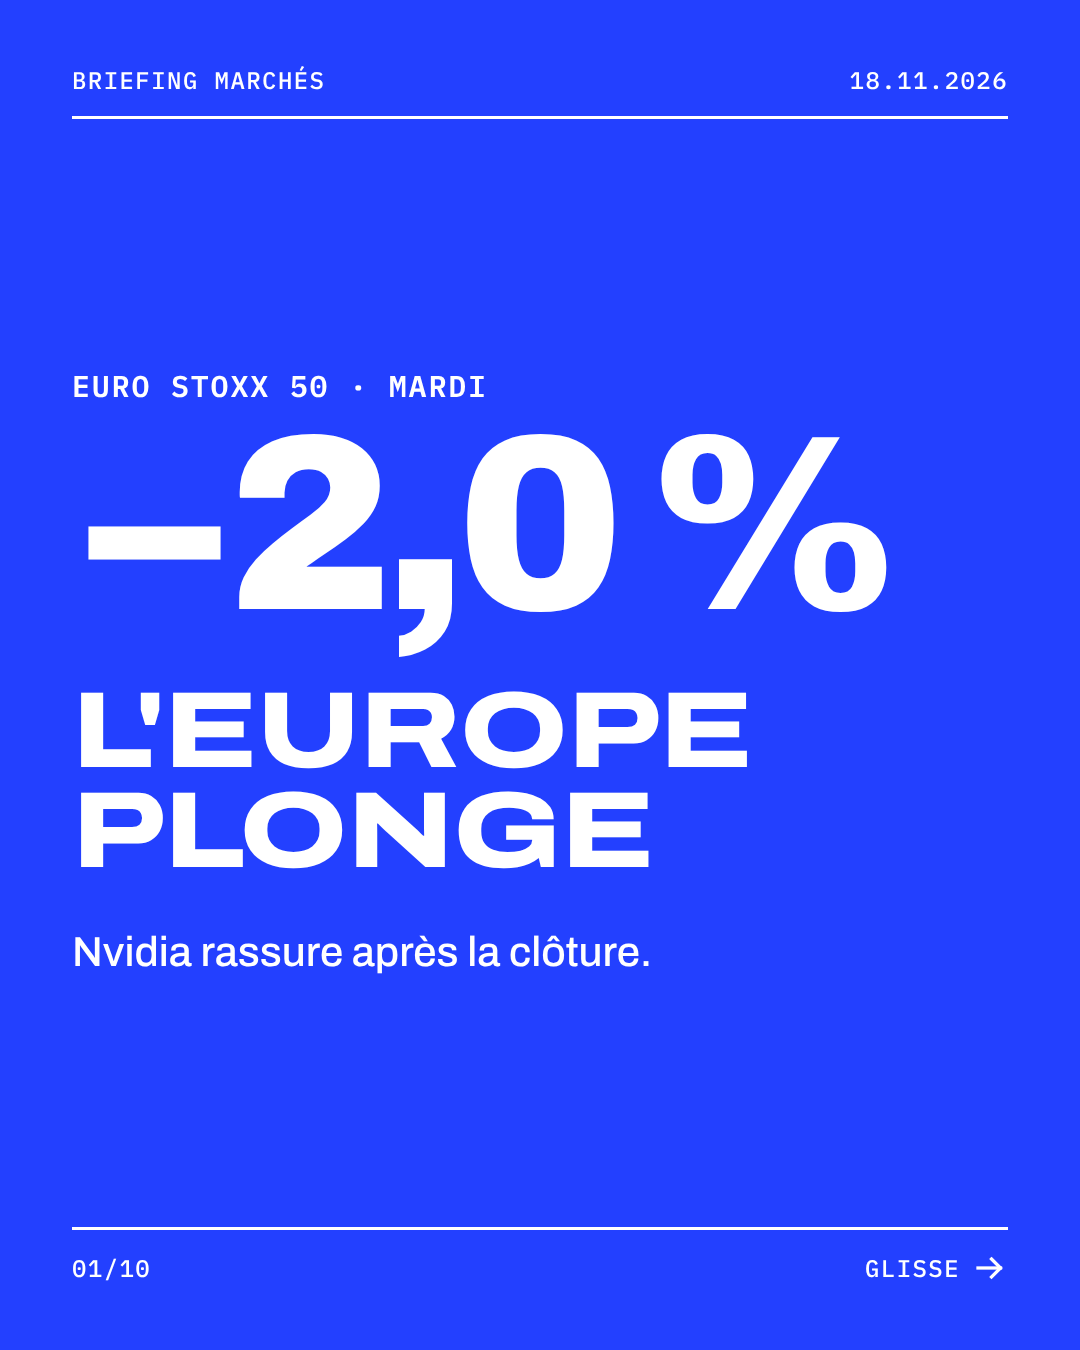 BRIEFING MARCHÉS
18.11.2026
EURO STOXX 50 · MARDI
−2,0 %
L'EUROPE
PLONGE
Nvidia rassure après la clôture.
01/10
GLISSE →